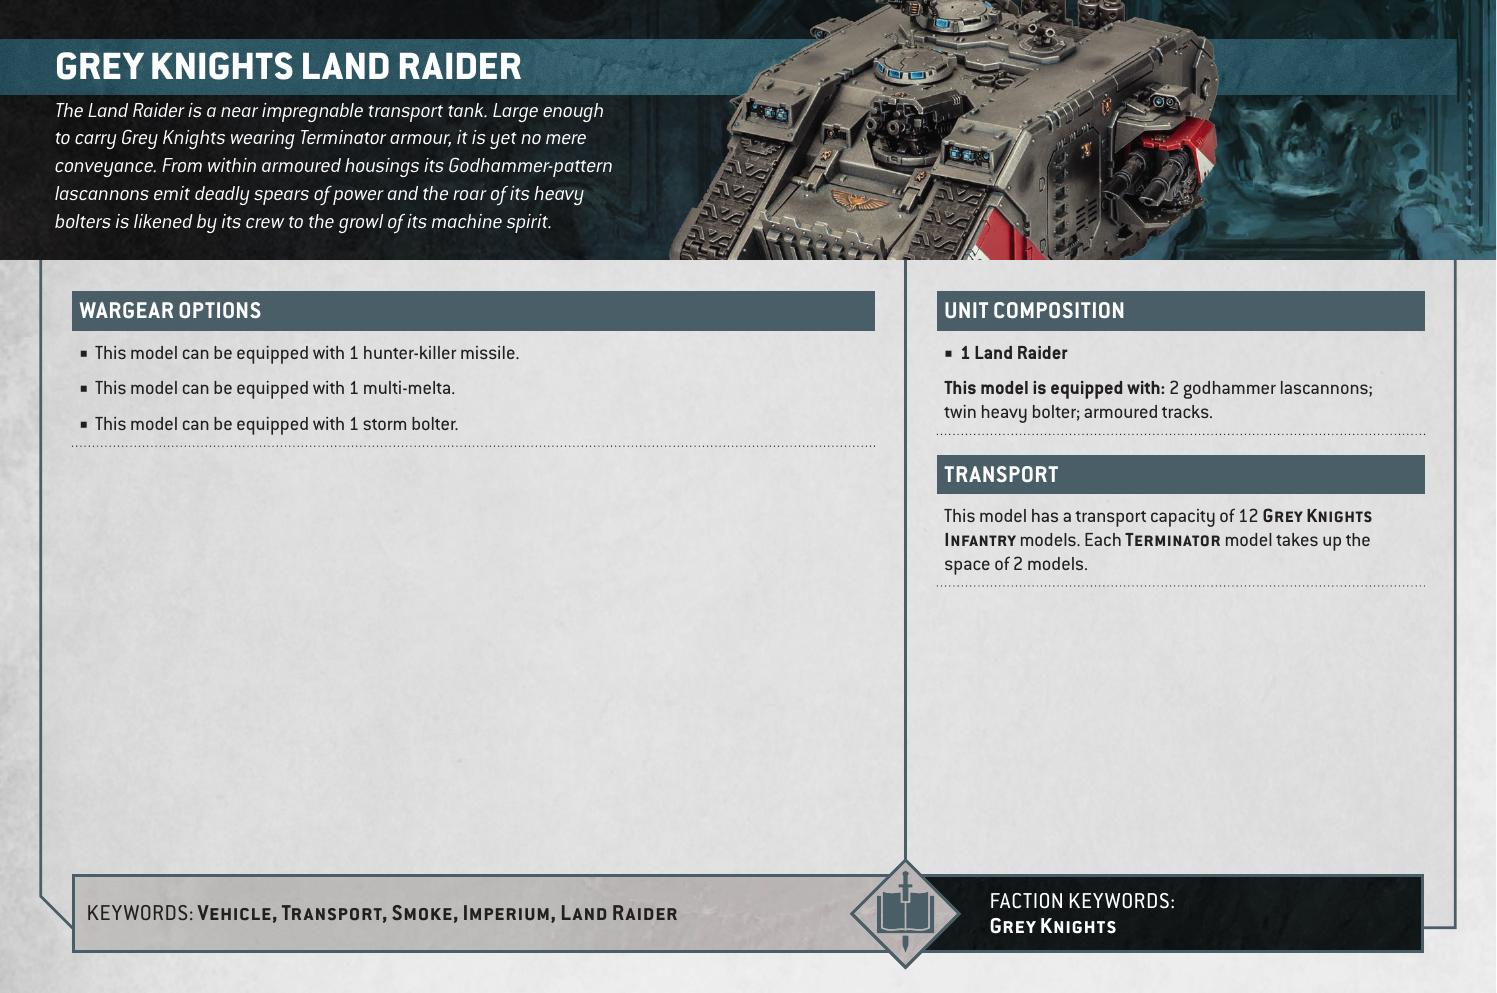 GREY KNIGHTS LAND RAIDER
The Land Raider is a near impregnable transport tank. Large enough
to carry Grey Knights wearing Terminator armour, it is yet no mere
conveyance. From within armoured housings its Godhammer-pattern
lascannons emit deadly spears of power and the roar of its heavy
bolters is likened by its crew to the growl of its machine spirit.
WARGEAR OPTIONS
▪ This model can be equipped with 1 hunter-killer missile.
▪ This model can be equipped with 1 multi-melta.
▪ This model can be equipped with 1 storm bolter.
UNIT COMPOSITION
▪ 1 Land Raider
This model is equipped with: 2 godhammer lascannons;
twin heavy bolter; armoured tracks.
TRANSPORT
This model has a transport capacity of 12 GREY KNIGHTS
INFANTRY models. Each TERMINATOR model takes up the
space of 2 models.
KEYWORDS: VEHICLE, TRANSPORT, SMOKE, IMPERIUM, LAND RAIDER
FACTION KEYWORDS:
GREY KNIGHTS